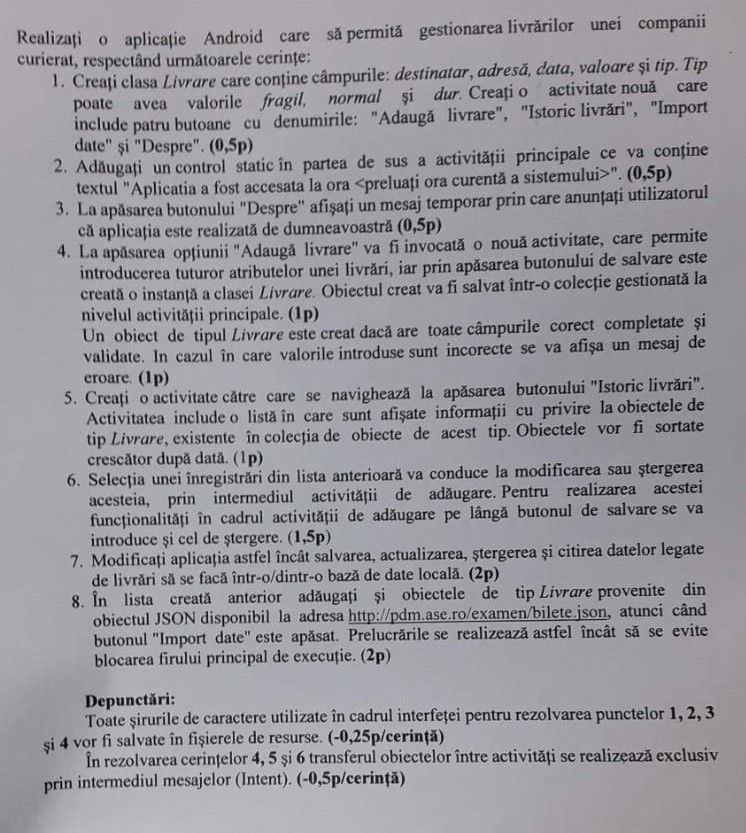 Realizați o aplicație Android care să permită gestionarea livrărilor unei companii
curierat, respectând următoarele cerințe:
1. Creați clasa Livrare care conține câmpurile: destinatar, adresă, data, valoare și tip. Tip
poate avea valorile fragil, normal și dur. Creați o activitate nouă care
include patru butoane cu denumirile: "Adaugă livrare", "Istoric livrări", "Import
date" și "Despre". (0,5p)
2. Adăugați un control static în partea de sus a activității principale ce va conține
textul "Aplicatia a fost accesata la ora <preluați ora curentă a sistemului>". (0,5p)
3. La apăsarea butonului "Despre" afișați un mesaj temporar prin care anunțați utilizatorul
că aplicația este realizată de dumneavoastră (0,5p)
4. La apăsarea opțiunii "Adaugă livrare" va fi invocată o nouă activitate, care permite
introducerea tuturor atributelor unei livrări, iar prin apăsarea butonului de salvare este
creată o instanță a clasei Livrare. Obiectul creat va fi salvat într-o colecție gestionată la
nivelul activității principale. (1p)
Un obiect de tipul Livrare este creat dacă are toate câmpurile corect completate și
validate. In cazul în care valorile introduse sunt incorecte se va afișa un mesaj de
eroare. (1p)
5. Creați o activitate către care se navighează la apăsarea butonului "Istoric livrări".
Activitatea include o listă în care sunt afișate informații cu privire la obiectele de
tip Livrare, existente în colecția de obiecte de acest tip. Obiectele vor fi sortate
crescător după dată. (1p)
6. Selecția unei înregistrări din lista anterioară va conduce la modificarea sau ștergerea
acesteia, prin intermediul activității de adăugare. Pentru realizarea acestei
funcționalități în cadrul activității de adăugare pe lângă butonul de salvare se va
introduce și cel de ștergere. (1,5p)
7. Modificați aplicația astfel încât salvarea, actualizarea, ștergerea și citirea datelor legate
de livrări să se facă într-o/dintr-o bază de date locală. (2p)
8. În lista creată anterior adăugați și obiectele de tip Livrare provenite din
obiectul JSON disponibil la adresa http://pdm.ase.ro/examen/bilete.json, atunci când
butonul "Import date" este apăsat. Prelucrările se realizează astfel încât să se evite
blocarea firului principal de execuție. (2p)
Depunctări:
Toate șirurile de caractere utilizate în cadrul interfeței pentru rezolvarea punctelor 1, 2, 3
și 4 vor fi salvate în fișierele de resurse. (-0,25p/cerință)
În rezolvarea cerințelor 4, 5 și 6 transferul obiectelor între activități se realizează exclusiv
prin intermediul mesajelor (Intent). (-0,5p/cerință)